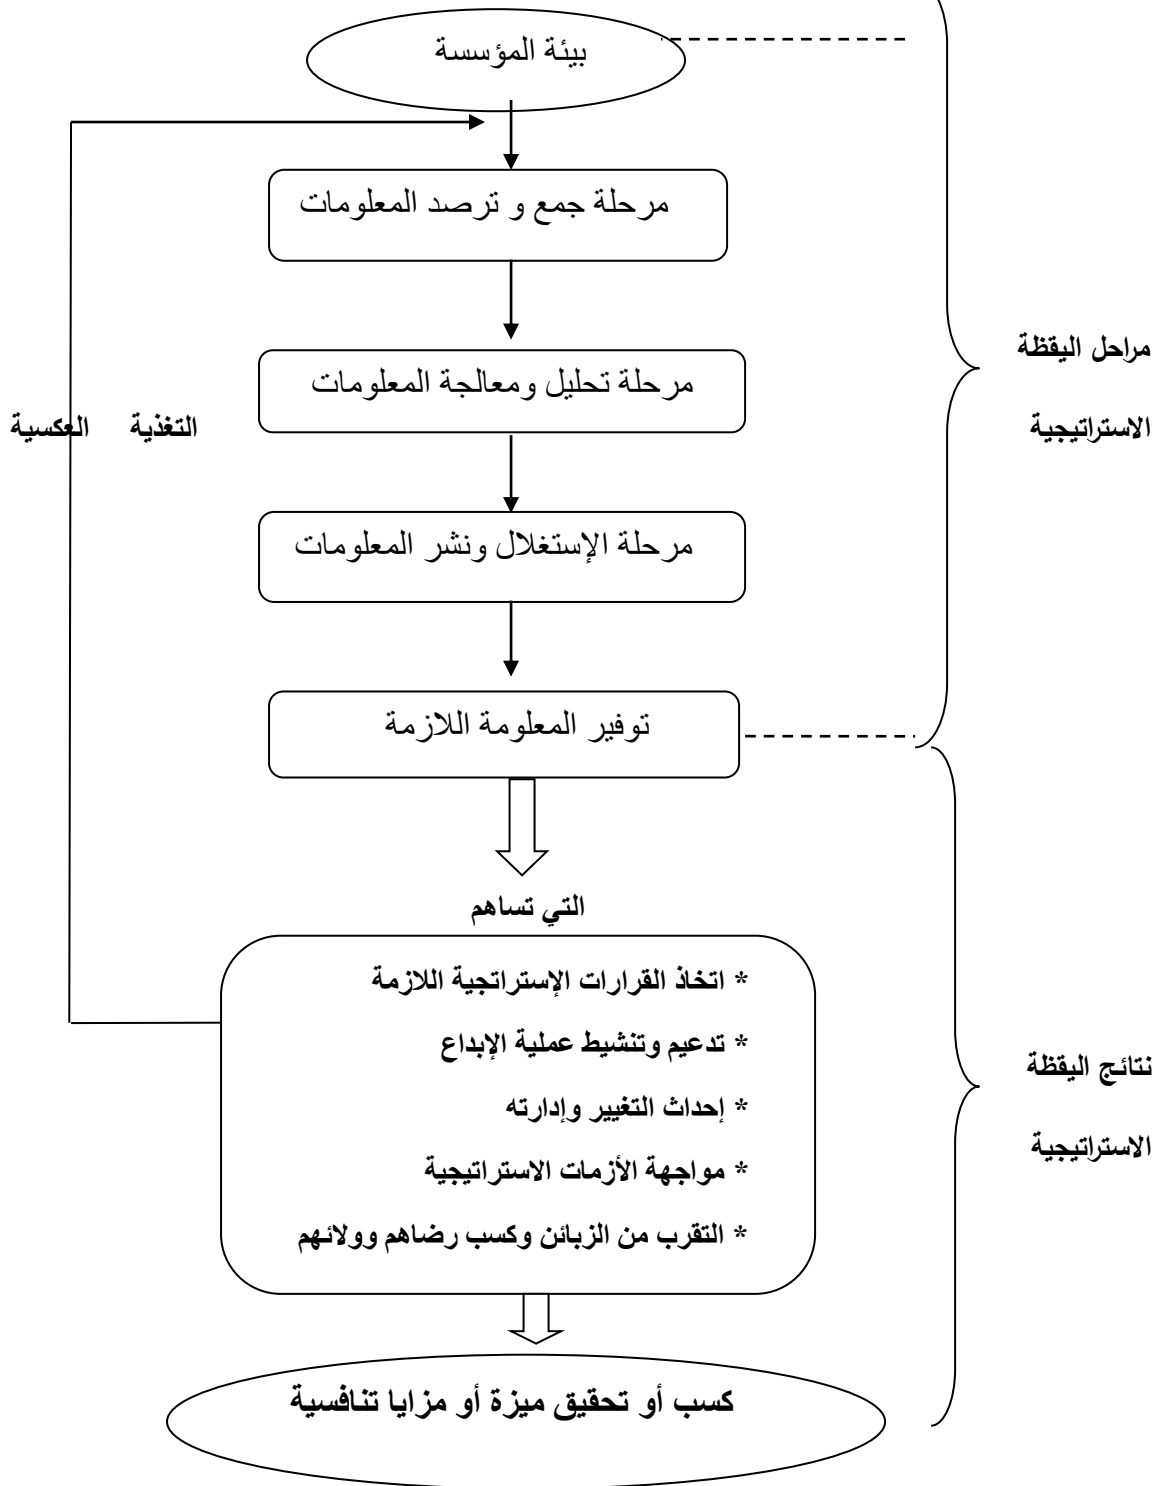 بيئة المؤسسة
مرحلة جمع و ترصد المعلومات
مراحل اليقظة
الاستراتيجية
مرحلة تحليل ومعالجة المعلومات
التغذية العكسية
مرحلة الإستغلال ونشر المعلومات
توفير المعلومة اللازمة
التي تساهم
* اتخاذ القرارات الإستراتجية اللازمة
* تدعيم وتنشيط عملية الإبداع
* إحداث التغيير وإدارته
* مواجهة الأزمات الاستراتيجية
* التقرب من الزبائن وكسب رضاهم وولائهم
نتائج اليقظة
الاستراتيجية
كسب أو تحقيق ميزة أو مزايا تنافسية